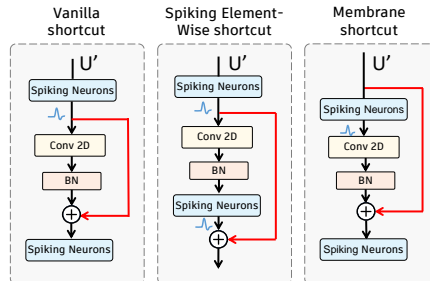 Vanilla
shortcut
U'
Spiking Neurons
Conv 2D
BN
Spiking Neurons
Spiking Element-
Wise shortcut
U'
Spiking Neurons
Conv 2D
BN
Spiking Neurons
Membrane
shortcut
U'
Spiking Neurons
Conv 2D
BN
Spiking Neurons